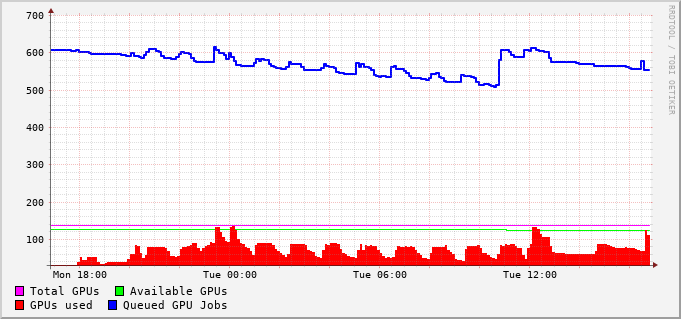 700
600
500
400
300
200
100
Mon 18:00 Tue 00:00 Tue 06:00 Tue 12:00
Total GPUs Available GPUs
GPUs used Queued GPU Jobs
RRDTOOL / TOBI OETIKER